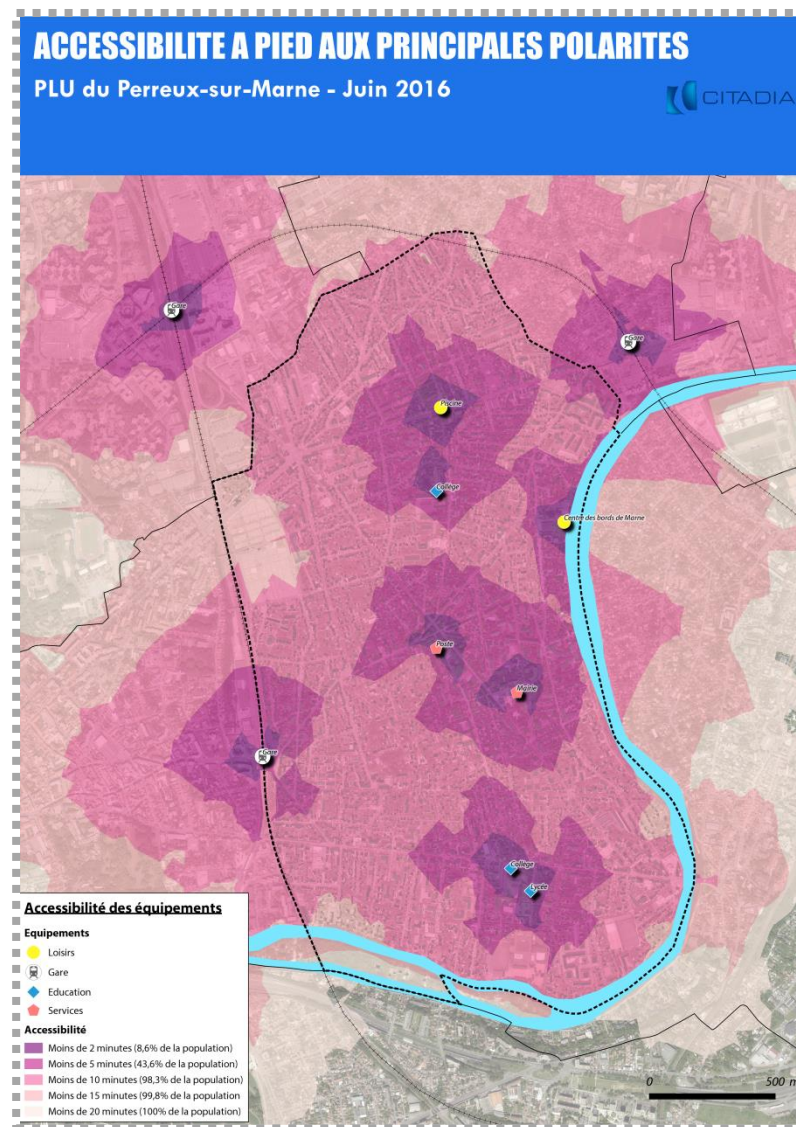 ACCESSIBILITE A PIED AUX PRINCIPALES POLARITES
PLU du Perreux-sur-Marne - Juin 2016
CITADIA
Gare
Gare
Piscine
Collège
Centre des bords de Marne
Poste
Mairie
Gare
Collège
Lycée
Accessibilité des équipements
Equipements
Loisirs
Gare
Education
Services
Accessibilité
Moins de 2 minutes (8,6% de la population)
Moins de 5 minutes (43,6% de la population)
Moins de 10 minutes (98,3% de la population)
Moins de 15 minutes (99,8% de la population
Moins de 20 minutes (100% de la population)
0 500 m